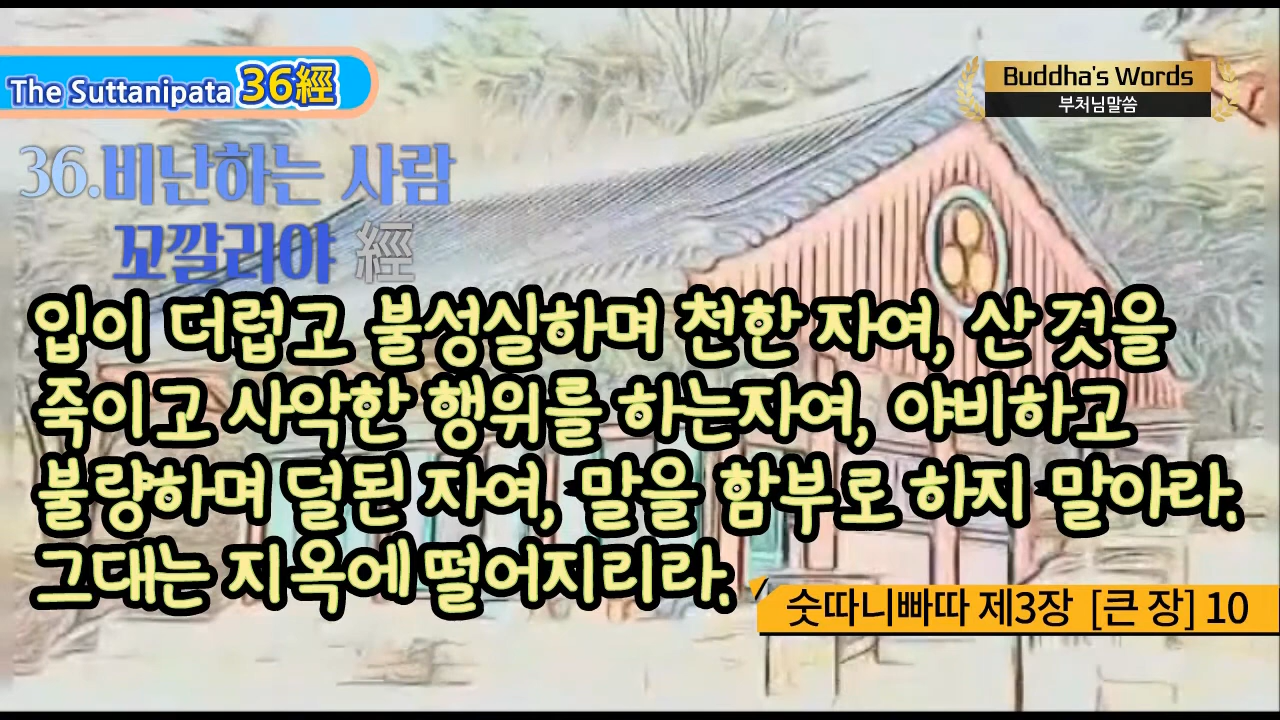 The Suttanipata 36經
Buddha's Words
부처님말씀
36.비난하는 사람
꼬깔리야 經
입이 더럽고 불성실하며 천한 자여, 산 것을
죽이고 사악한 행위를 하는자여, 야비하고
불량하며 덜된 자여, 말을 함부로 하지 말아라.
그대는 지옥에 떨어지리라.
숫따니빠따 제3장 [큰 장] 10